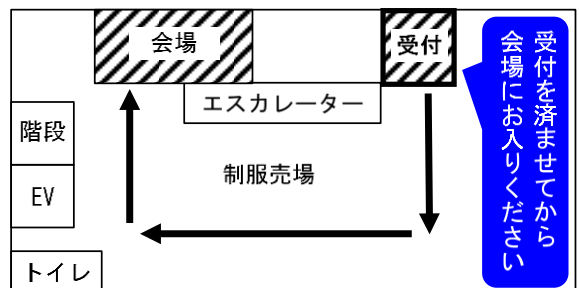 会場
受付
エスカレーター
階段
制服売場
EV
トイレ
受付を済ませてから
会場にお入りください